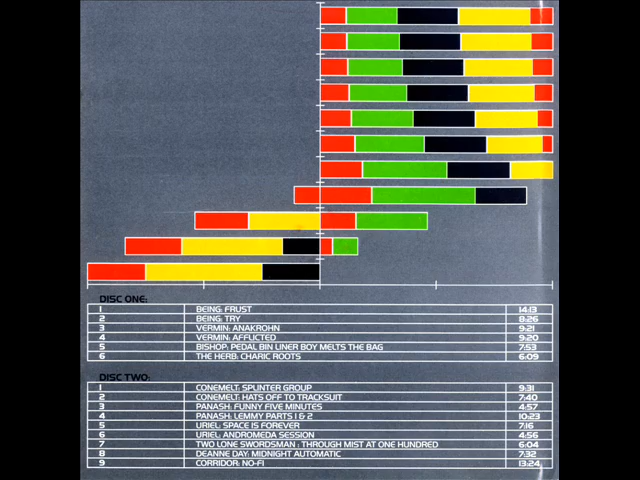 DISC ONE:
1 BEING: FRUST 14:13
2 BEING: TRY 8:26
3 VERMIN: ANAKROHN 9:21
4 VERMIN: AFFLICTED 9:20
5 BISHOP: PEDAL BIN LINER BOY MELTS THE BAG 7:53
6 THE HERB: CHARIC ROOTS 6:09
DISC TWO:
1 CONEMELT: SPLINTER GROUP 9:31
2 CONEMELT: HATS OFF TO TRACKSUIT 7:40
3 PANASH: FUNNY FIVE MINUTES 4:57
4 PANASH: LEMMY PARTS 1 & 2 10:23
5 URIEL: SPACE IS FOREVER 7:16
6 URIEL: ANDROMEDA SESSION 4:56
7 TWO LONE SWORDSMAN : THROUGH MIST AT ONE HUNDRED 6:04
8 DEANNE DAY: MIDNIGHT AUTOMATIC 7:32
9 CORRIDOR: NO-FI 13:24